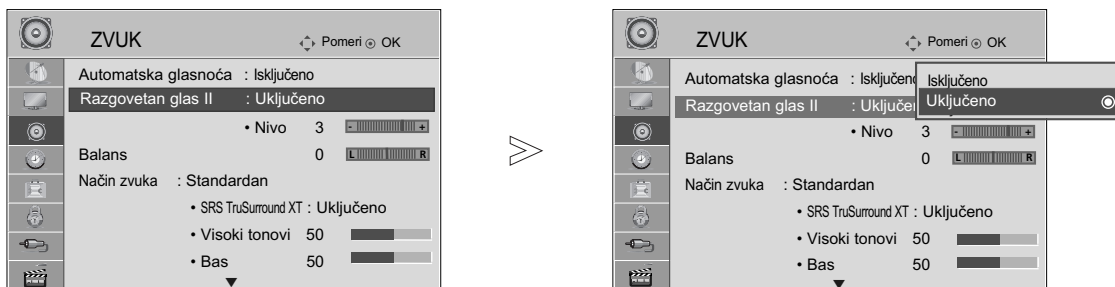 ZVUK
Pomeri OK
Automatska glasnoća : Isključeno
Razgovetan glas II : Uključeno
• Nivo 3 - +
Balans 0 L R
Način zvuka : Standardan
• SRS TruSurround XT : Uključeno
• Visoki tonovi 50
• Bas 50
ZVUK
Pomeri OK
Automatska glasnoća : Isključeno
Razgovetan glas II : Uključen
Isključeno
Uključeno
• Nivo 3 - +
Balans 0 L R
Način zvuka : Standardan
• SRS TruSurround XT : Uključeno
• Visoki tonovi 50
• Bas 50